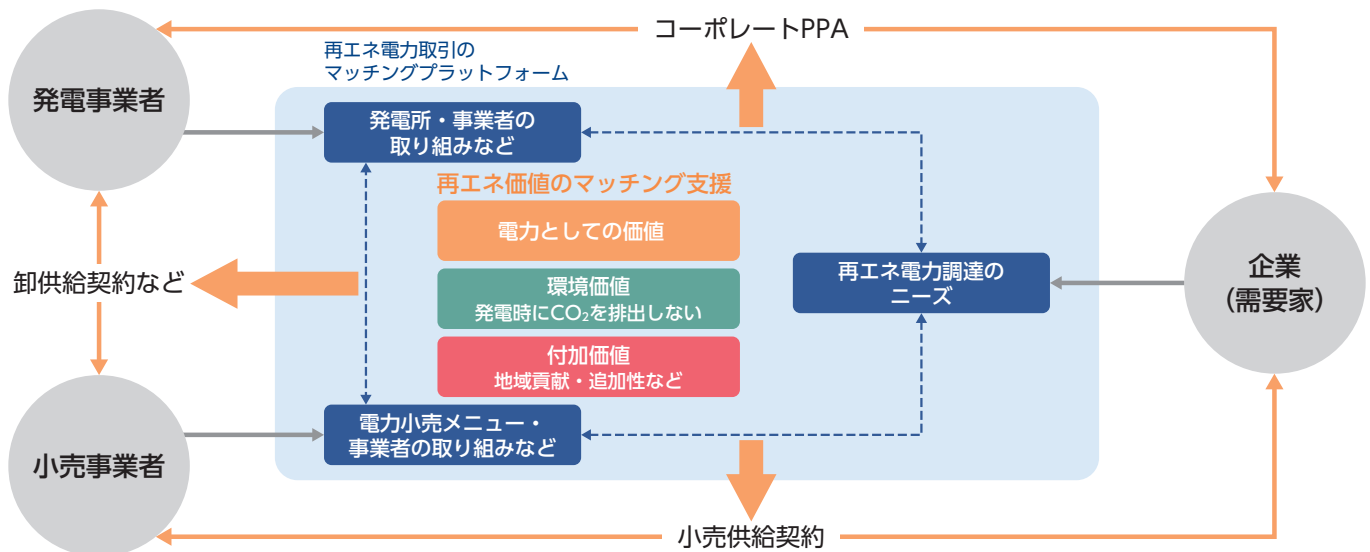 コーポレートPPA
再エネ電力取引の
マッチングプラットフォーム
発電事業者
発電所・事業者の
取り組みなど
再エネ価値のマッチング支援
電力としての価値
卸供給契約など
環境価値
発電時にCO₂を排出しない
再エネ電力調達の
ニーズ
企業
(需要家)
付加価値
地域貢献・追加性など
電力小売メニュー・
事業者の取り組みなど
小売事業者
小売供給契約